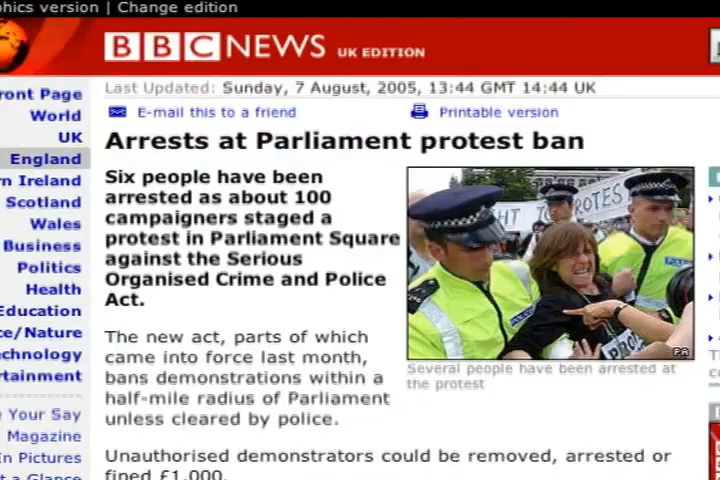 phics version | Change edition
BBC NEWS UK EDITION
Last Updated: Sunday, 7 August, 2005, 13:44 GMT 14:44 UK
E-mail this to a friend
Printable version
ront Page
World
UK
England
n Ireland
Scotland
Wales
Business
Politics
Health
Education
ce/Nature
echnology
rtainment
e Your Say
Magazine
In Pictures
t a Glance
Arrests at Parliament protest ban
Six people have been
arrested as about 100
campaigners staged a
protest in Parliament Square
against the Serious
Organised Crime and Police
Act.
HT TO PROTEST
PA
Several people have been arrested at
the protest
The new act, parts of which
came into force last month,
bans demonstrations within a
half-mile radius of Parliament
unless cleared by police.
Unauthorised demonstrators could be removed, arrested or
fined £1,000.